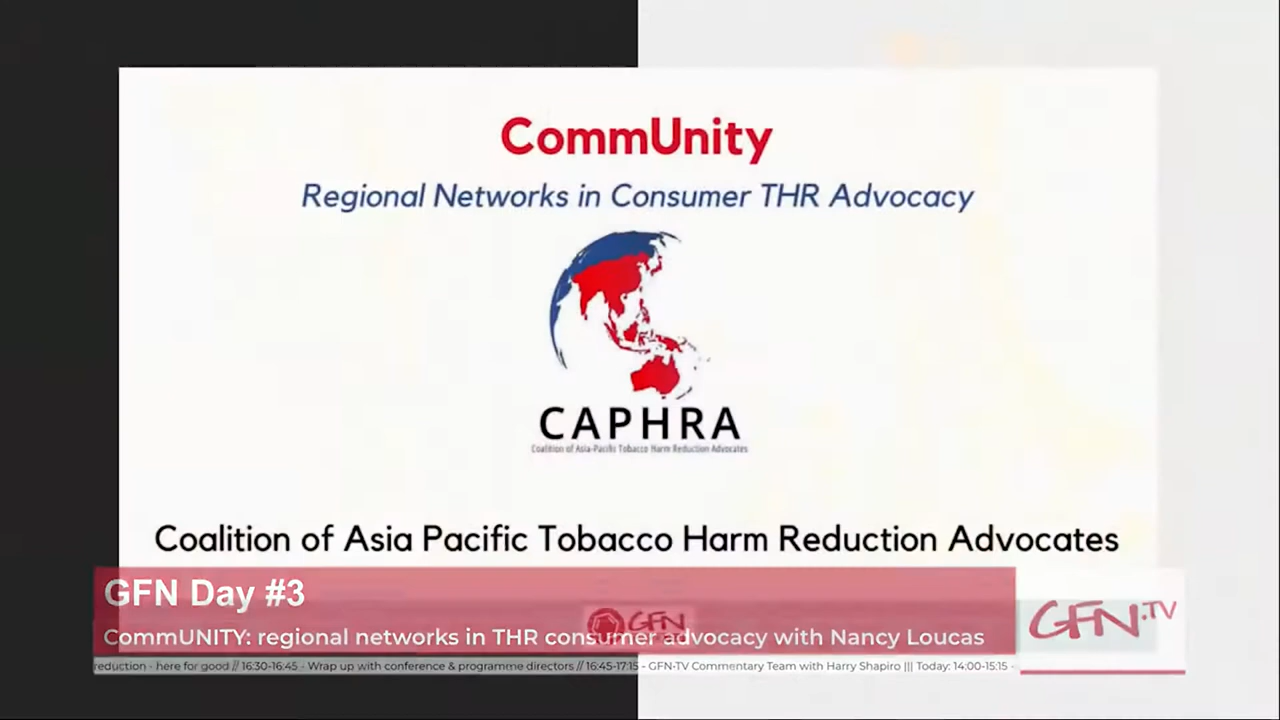 CommUnity
Regional Networks in Consumer THR Advocacy
CAPHRA
Coalition of Asia-Pacific Tobacco Harm Reduction Advocates
Coalition of Asia Pacific Tobacco Harm Reduction Advocates
GFN Day #3
GFN
CommUNITY: regional networks in THR consumer advocacy with Nancy Loucas
GFN.TV
reduction - here for good // 16:30-16:45 - Wrap up with conference & programme directors // 16:45-17:15 - GFN-TV Commentary Team with Harry Shapiro ||| Today: 14:00-15:15 -